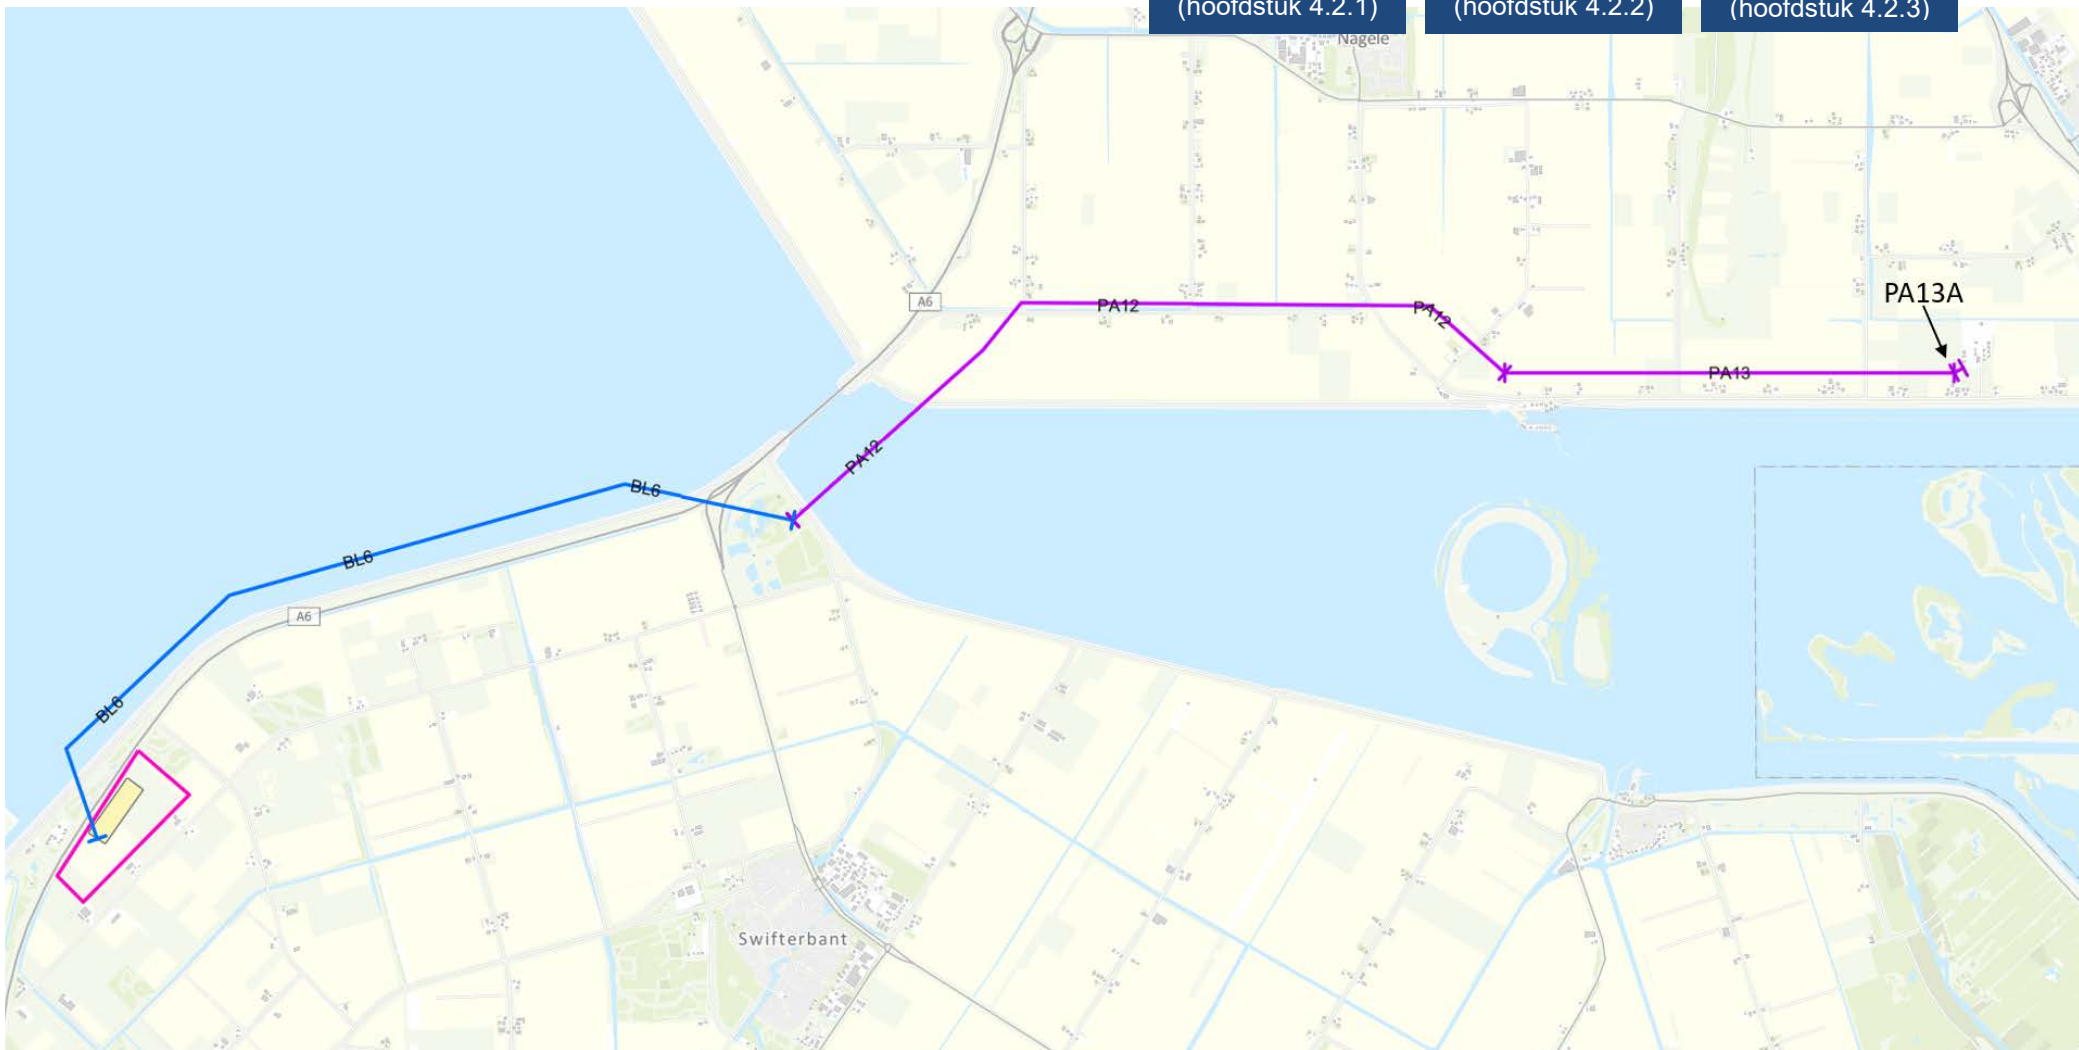 (hoofdstuk 4.2.1)
(hoofdstuk 4.2.2)
(hoofdstuk 4.2.3)
Nagele
PA13A
A6
PA12
PA12
PA13
PA12
BL6
BL6
A6
BL6
Swifterbant